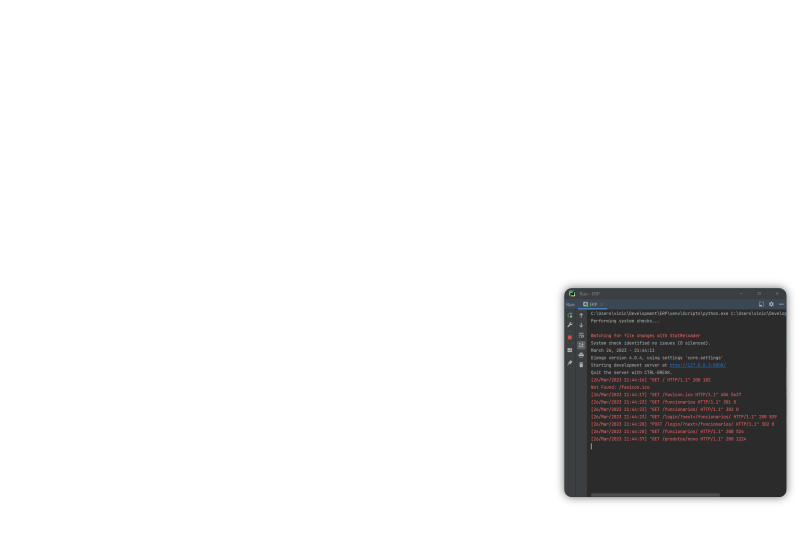 Run - ERP
Run: ERP ×
C:\Users\vinic\Development\ERP\venv\Scripts\python.exe C:\Users\vinic\Develop
Performing system checks...
Watching for file changes with StatReloader
System check identified no issues (0 silenced).
March 26, 2023 - 21:44:13
Django version 4.0.4, using settings 'core.settings'
Starting development server at http://127.0.0.1:8000/
Quit the server with CTRL-BREAK.
[26/Mar/2023 21:44:16] "GET / HTTP/1.1" 200 182
Not Found: /favicon.ico
[26/Mar/2023 21:44:17] "GET /favicon.ico HTTP/1.1" 404
[26/Mar/2023 21:44:23] "GET /funcionarios HTTP/1.1" 301 0
[26/Mar/2023 21:44:23] "GET /funcionarios/ HTTP/1.1" 302 0
[26/Mar/2023 21:44:23] "GET /login/?next=/funcionarios/ HTTP/1.1" 200
[26/Mar/2023 21:44:28] "POST /login/?next=/funcionarios/ HTTP/1.1" 302 0
[26/Mar/2023 21:44:28] "GET /funcionarios/ HTTP/1.1" 200 524
[26/Mar/2023 21:44:37] "GET /produtos/novo HTTP/1.1" 200 1224